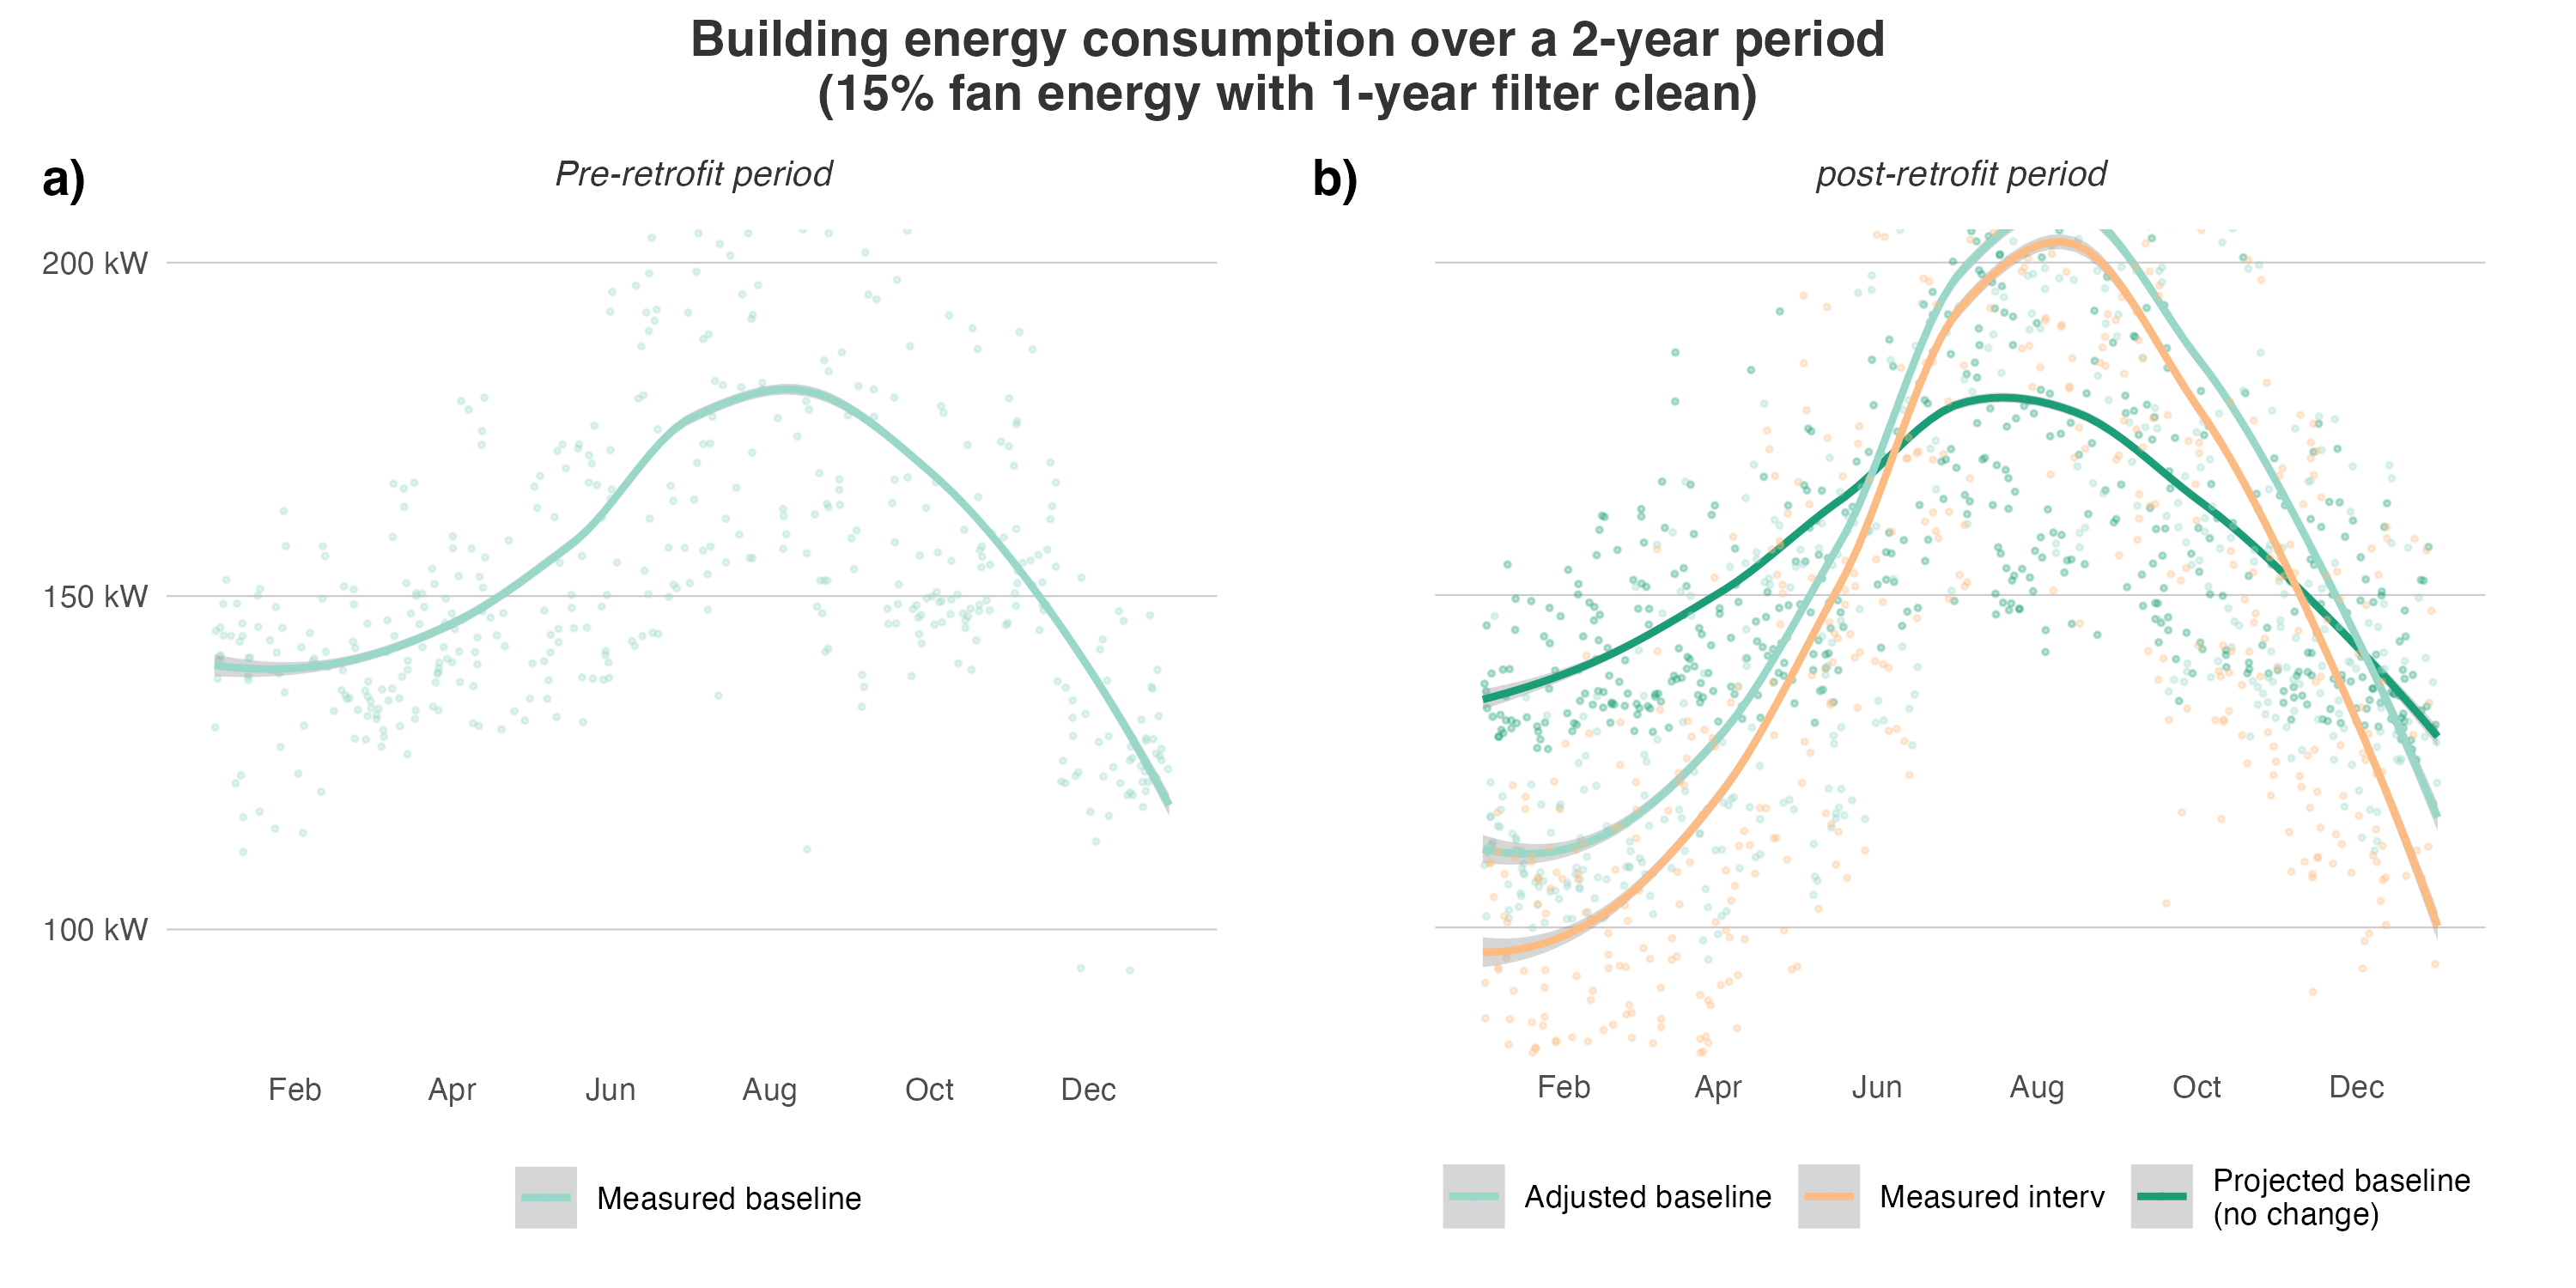 Building energy consumption over a 2-year period
(15% fan energy with 1-year filter clean)
a)
Pre-retrofit period
200 kW
150 kW
100 kW
Feb Apr Jun Aug Oct Dec
Measured baseline
b)
post-retrofit period
Feb Apr Jun Aug Oct Dec
Adjusted baseline
Measured interv
Projected baseline
(no change)